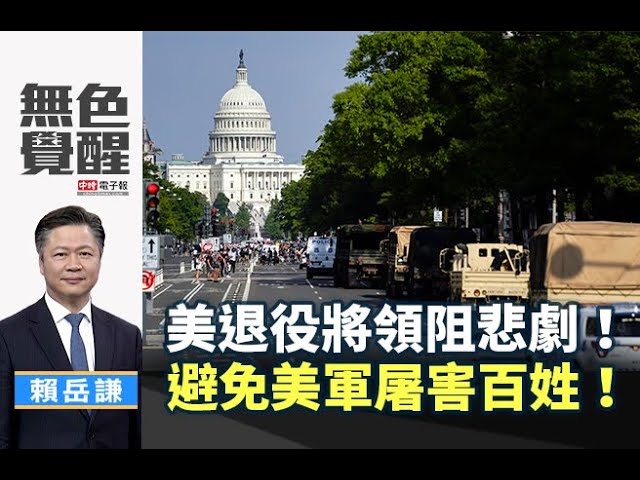 無色
覺醒
中時電子報
賴岳謙
美退役將領阻悲劇！
避免美軍屠害百姓！